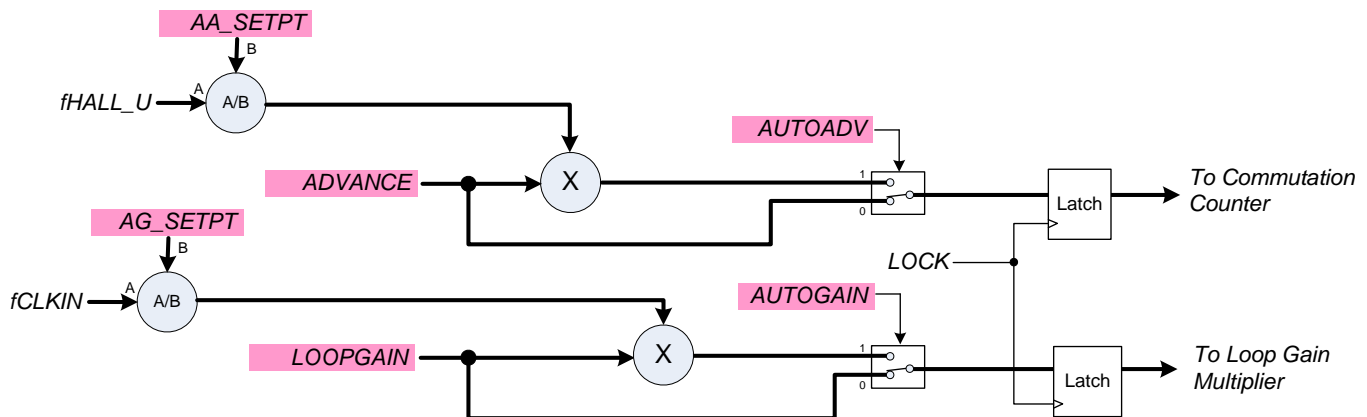 AA_SETPT
B
A
fHALL_U
A/B
AUTOADV
ADVANCE
X
1
0
Latch
To Commutation
Counter
AG_SETPT
B
A
fCLKIN
A/B
LOCK
AUTOGAIN
LOOPGAIN
X
1
0
Latch
To Loop Gain
Multiplier